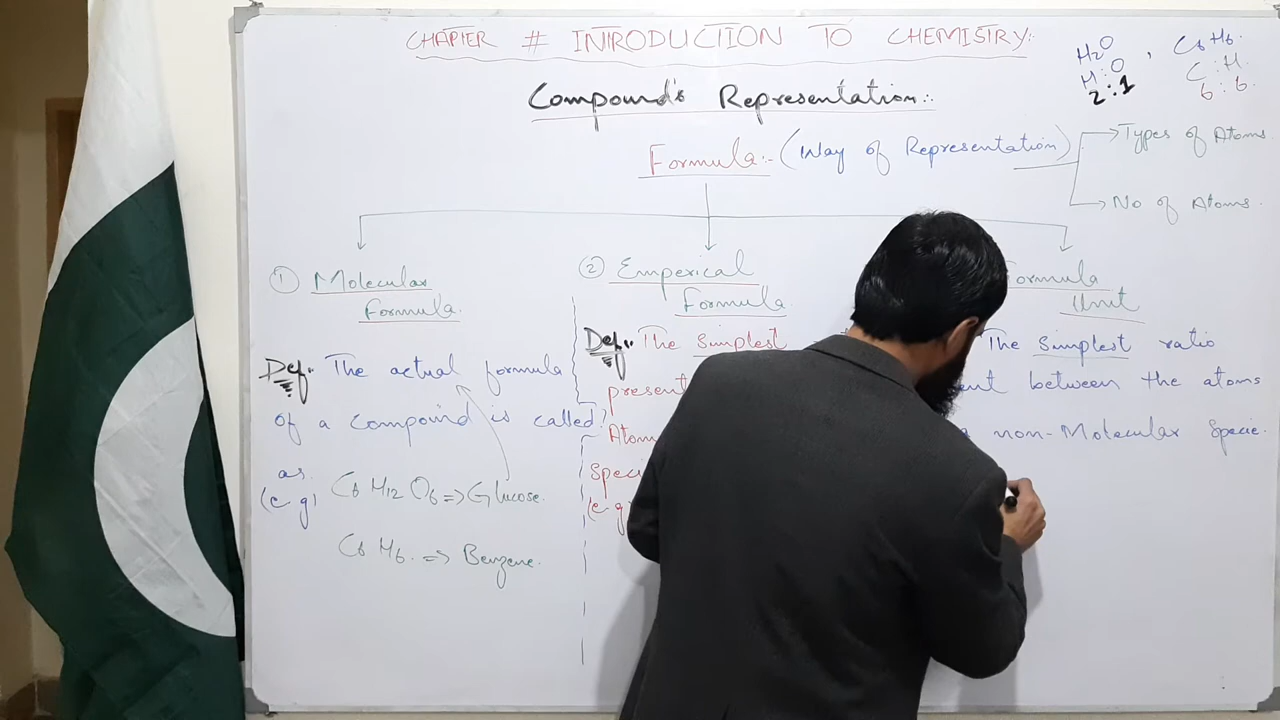 CHAPTER # INTRODUCTION TO CHEMISTRY:-
H2O , C6H6.
H:O C:H.
2:1 6:6.
Compound's Representation:-
Formula:- (Way of Representation)
Types of Atoms.
No of Atoms.
① Molecular
Formula.
Def:- The actual formula
of a Compound is called
as.
(e.g) C6 H12 O6 => Glucose.
C6 H6. => Benzene.
② Emperical
Formula
Def:- The Simplest
present
Atom
Speci
(e.g)
Formula
Unit
The Simplest ratio
between the atoms
non-Molecular Specie.